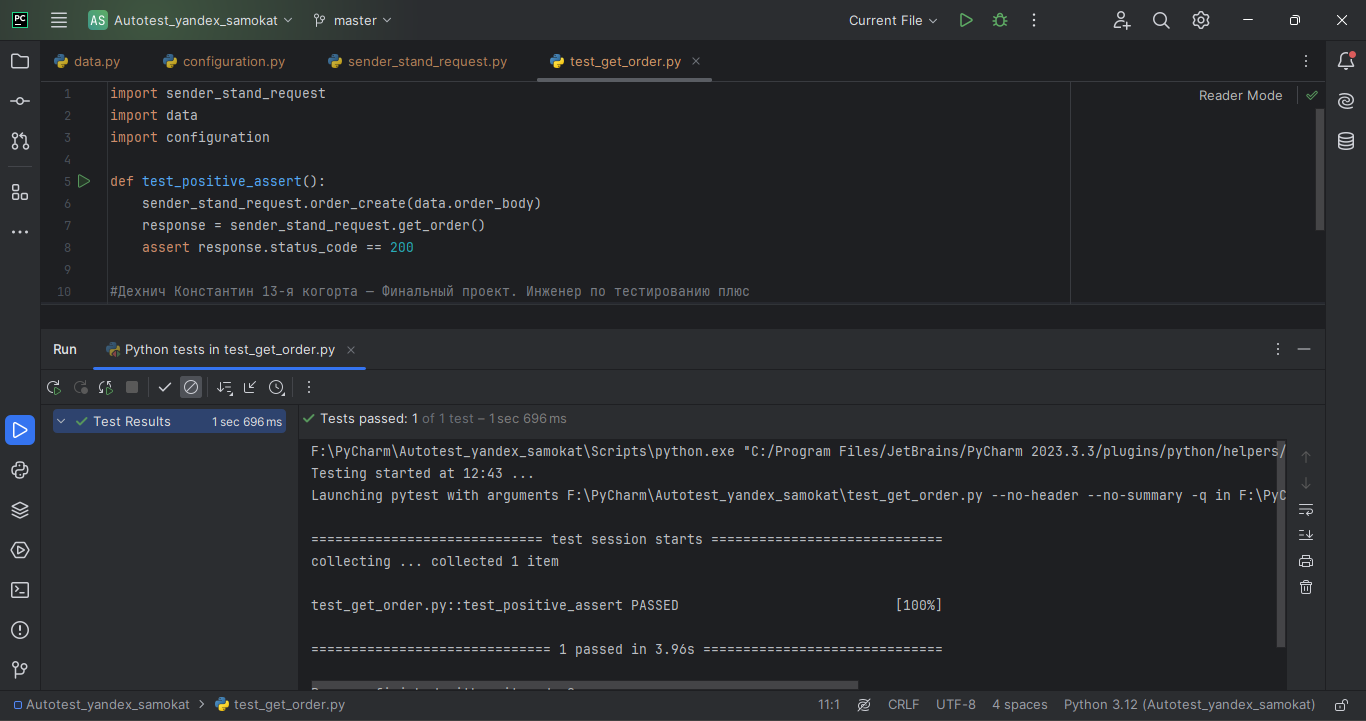 PC
AS Autotest_yandex_samokat master Current File
data.py configuration.py sender_stand_request.py test_get_order.py
Reader Mode
1 import sender_stand_request
2 import data
3 import configuration
4
5 def test_positive_assert():
6 sender_stand_request.order_create(data.order_body)
7 response = sender_stand_request.get_order()
8 assert response.status_code == 200
9
10 #Дехнич Константин 13-я когорта — Финальный проект. Инженер по тестированию плюс
Run Python tests in test_get_order.py
Test Results 1 sec 696 ms
Tests passed: 1 of 1 test – 1 sec 696 ms
F:\PyCharm\Autotest_yandex_samokat\Scripts\python.exe "C:/Program Files/JetBrains/PyCharm 2023.3.3/plugins/python/helpers/
Testing started at 12:43 ...
Launching pytest with arguments F:\PyCharm\Autotest_yandex_samokat\test_get_order.py --no-header --no-summary -q in F:\PyC
============================= test session starts =============================
collecting ... collected 1 item
test_get_order.py::test_positive_assert PASSED [100%]
============================== 1 passed in 3.96s ==============================
Autotest_yandex_samokat > test_get_order.py 11:1 CRLF UTF-8 4 spaces Python 3.12 (Autotest_yandex_samokat)